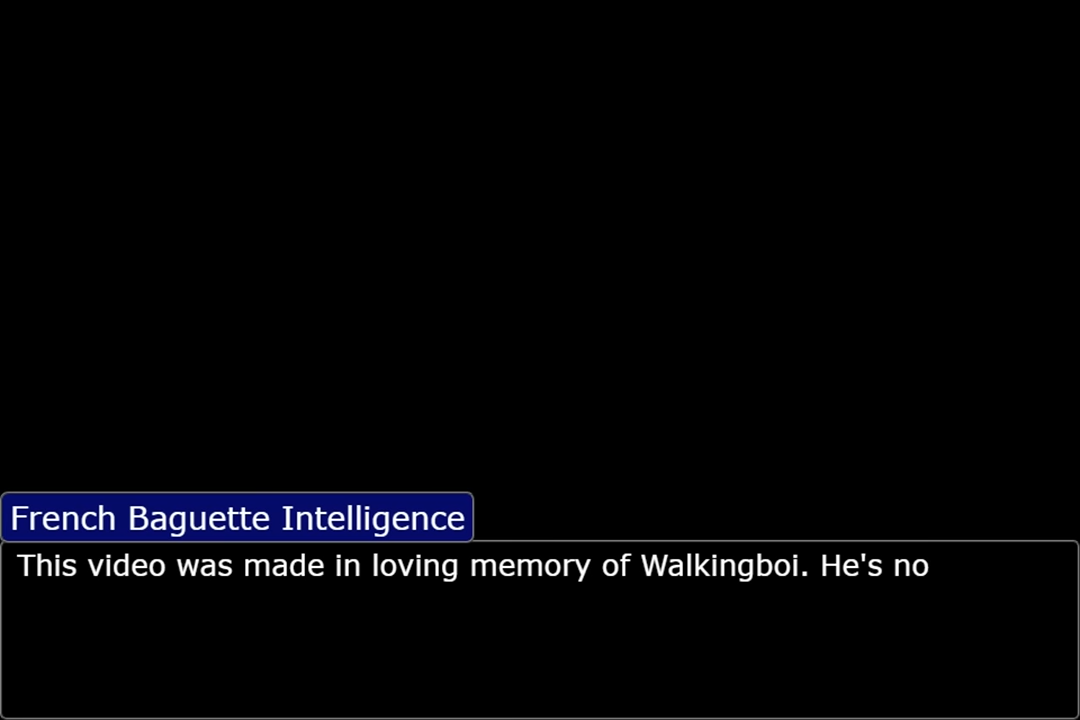 French Baguette Intelligence
This video was made in loving memory of Walkingboi. He's no